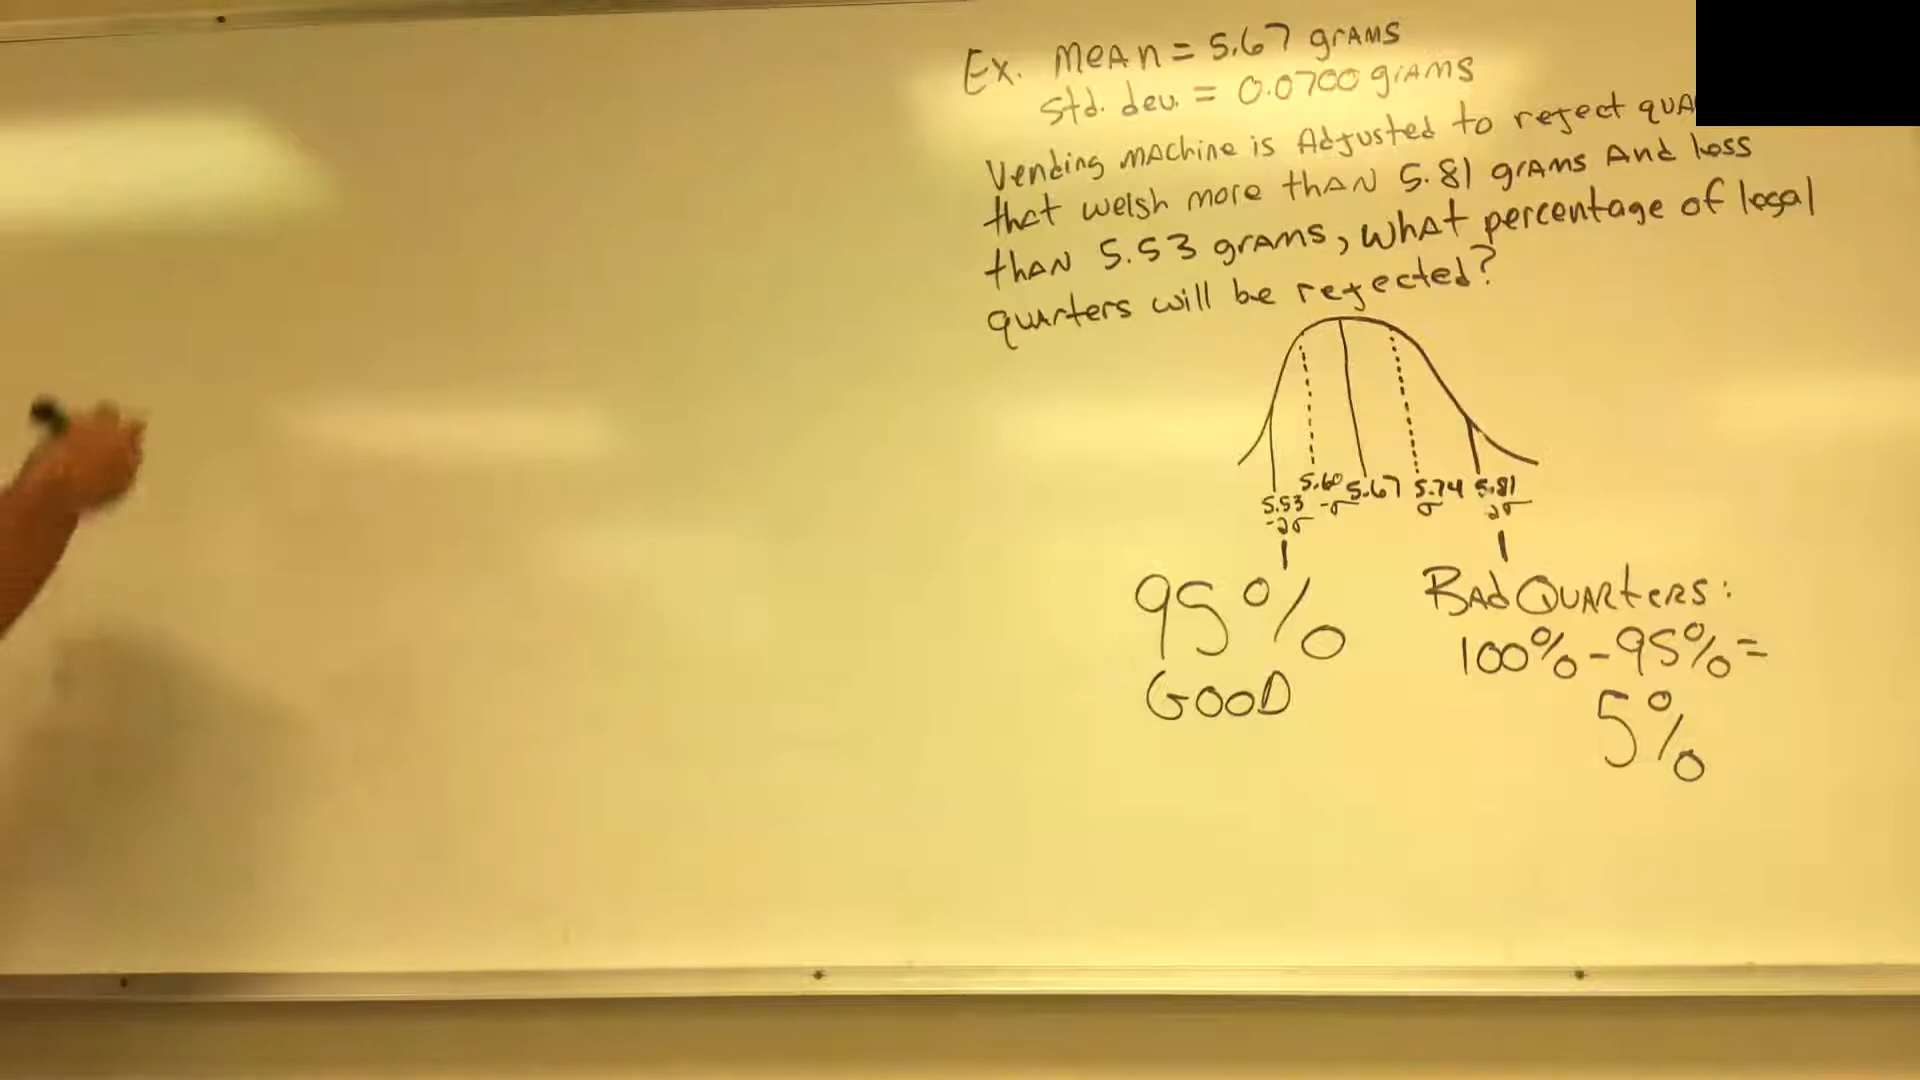 Ex. Mean = 5.67 grams
std. dev. = 0.0700 grams
Vending machine is Adjusted to reject
that weigh more than 5.81 grams And less
than 5.53 grams, what percentage of legal
quarters will be rejected?
5.53 5.60 5.67 5.74 5.81
-2σ -σ σ 2σ
95%
GOOD
Bad Quarters:
100% - 95% =
5%